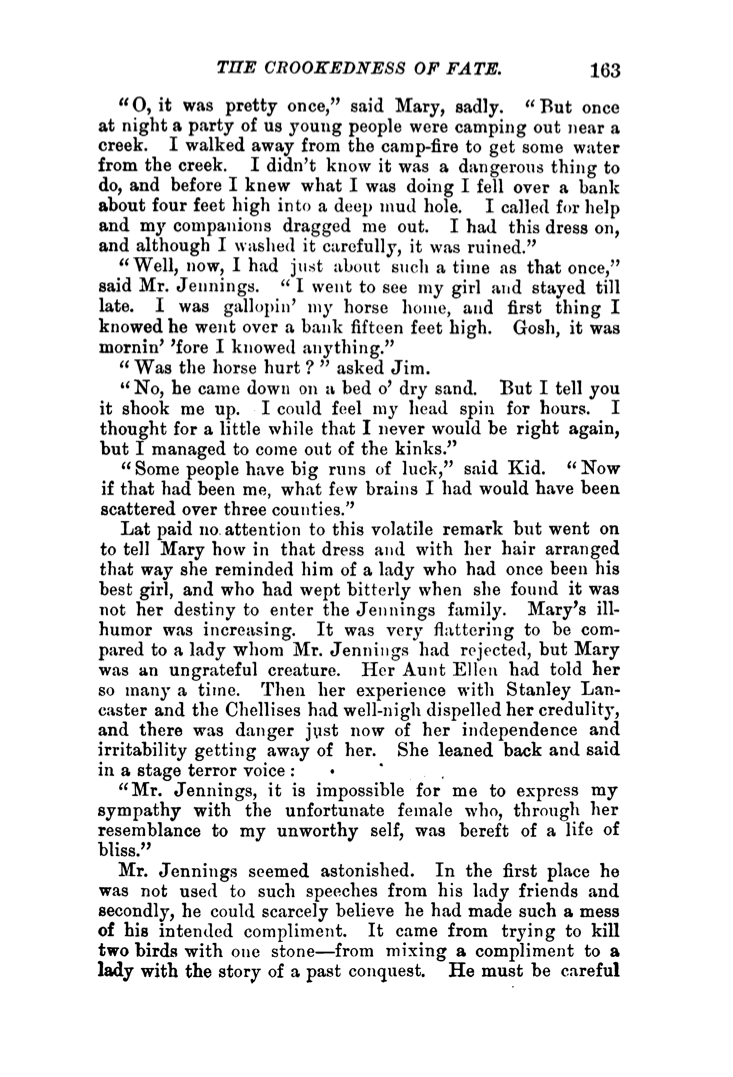 THE CROOKEDNESS OF FATE. 163
“O, it was pretty once,” said Mary, sadly. “But once
at night a party of us young people were camping out near a
creek. I walked away from the camp-fire to get some water
from the creek. I didn’t know it was a dangerous thing to
do, and before I knew what I was doing I fell over a bank
about four feet high into a deep mud hole. I called for help
and my companions dragged me out. I had this dress on,
and although I washed it carefully, it was ruined.”
“Well, now, I had just about such a time as that once,”
said Mr. Jennings. “I went to see my girl and stayed till
late. I was gallopin’ my horse home, and first thing I
knowed he went over a bank fifteen feet high. Gosh, it was
mornin’ ’fore I knowed anything.”
“Was the horse hurt?” asked Jim.
“No, he came down on a bed o’ dry sand. But I tell you
it shook me up. I could feel my head spin for hours. I
thought for a little while that I never would be right again,
but I managed to come out of the kinks.”
“Some people have big runs of luck,” said Kid. “Now
if that had been me, what few brains I had would have been
scattered over three counties.”
Lat paid no attention to this volatile remark but went on
to tell Mary how in that dress and with her hair arranged
that way she reminded him of a lady who had once been his
best girl, and who had wept bitterly when she found it was
not her destiny to enter the Jennings family. Mary’s ill-
humor was increasing. It was very flattering to be com-
pared to a lady whom Mr. Jennings had rejected, but Mary
was an ungrateful creature. Her Aunt Ellen had told her
so many a time. Then her experience with Stanley Lan-
caster and the Chellises had well-nigh dispelled her credulity,
and there was danger just now of her independence and
irritability getting away of her. She leaned back and said
in a stage terror voice:
“Mr. Jennings, it is impossible for me to express my
sympathy with the unfortunate female who, through her
resemblance to my unworthy self, was bereft of a life of
bliss.”
Mr. Jennings seemed astonished. In the first place he
was not used to such speeches from his lady friends and
secondly, he could scarcely believe he had made such a mess
of his intended compliment. It came from trying to kill
two birds with one stone—from mixing a compliment to a
lady with the story of a past conquest. He must be careful